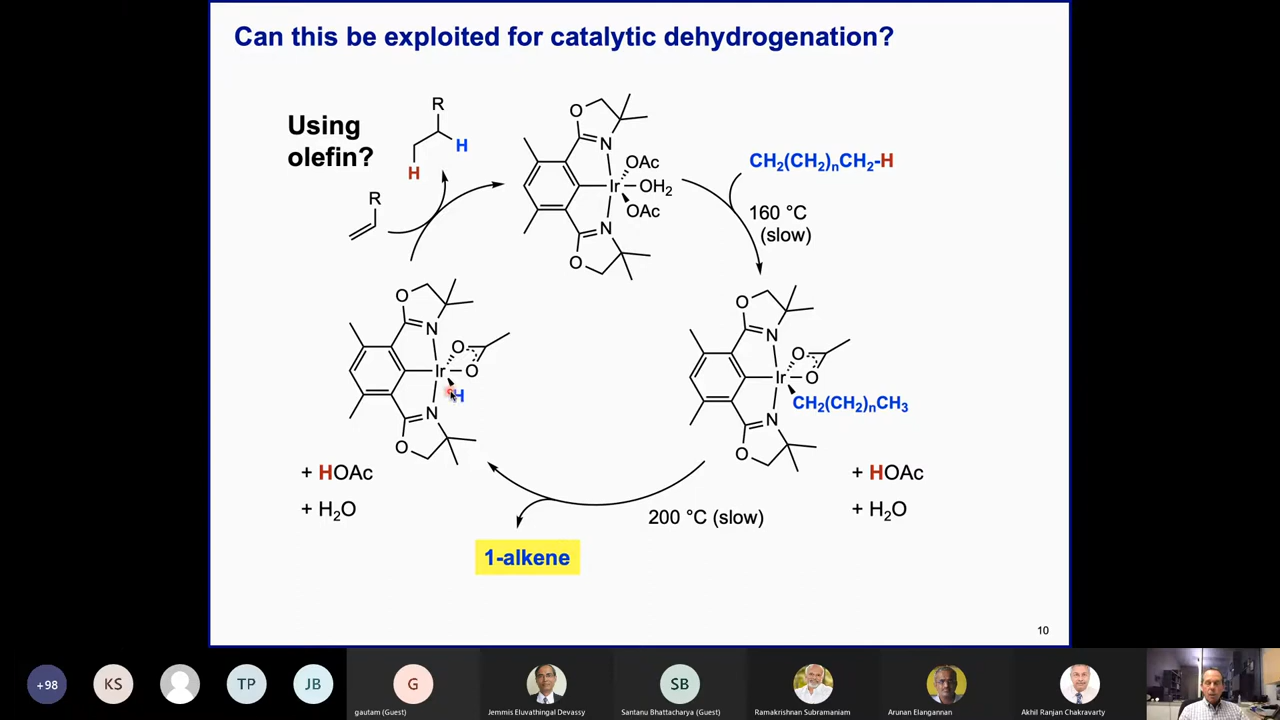 Can this be exploited for catalytic dehydrogenation?
Using
olefin?
R
H
H
R
O
N
OAc
Ir
OH2
OAc
N
O
CH2(CH2)nCH2-H
160 °C
(slow)
O
N
O
Ir
O
H
N
O
+ HOAc
+ H2O
O
N
O
Ir
O
CH2(CH2)nCH3
N
O
+ HOAc
+ H2O
200 °C (slow)
1-alkene
10
+98
KS
TP
JB
G
gautam (Guest)
Jemmis Eluvathingal Devassy
SB
Santanu Bhattacharya (Guest)
Ramakrishnan Subramaniam
Arunan Elangannan
Akhil Ranjan Chakravarty